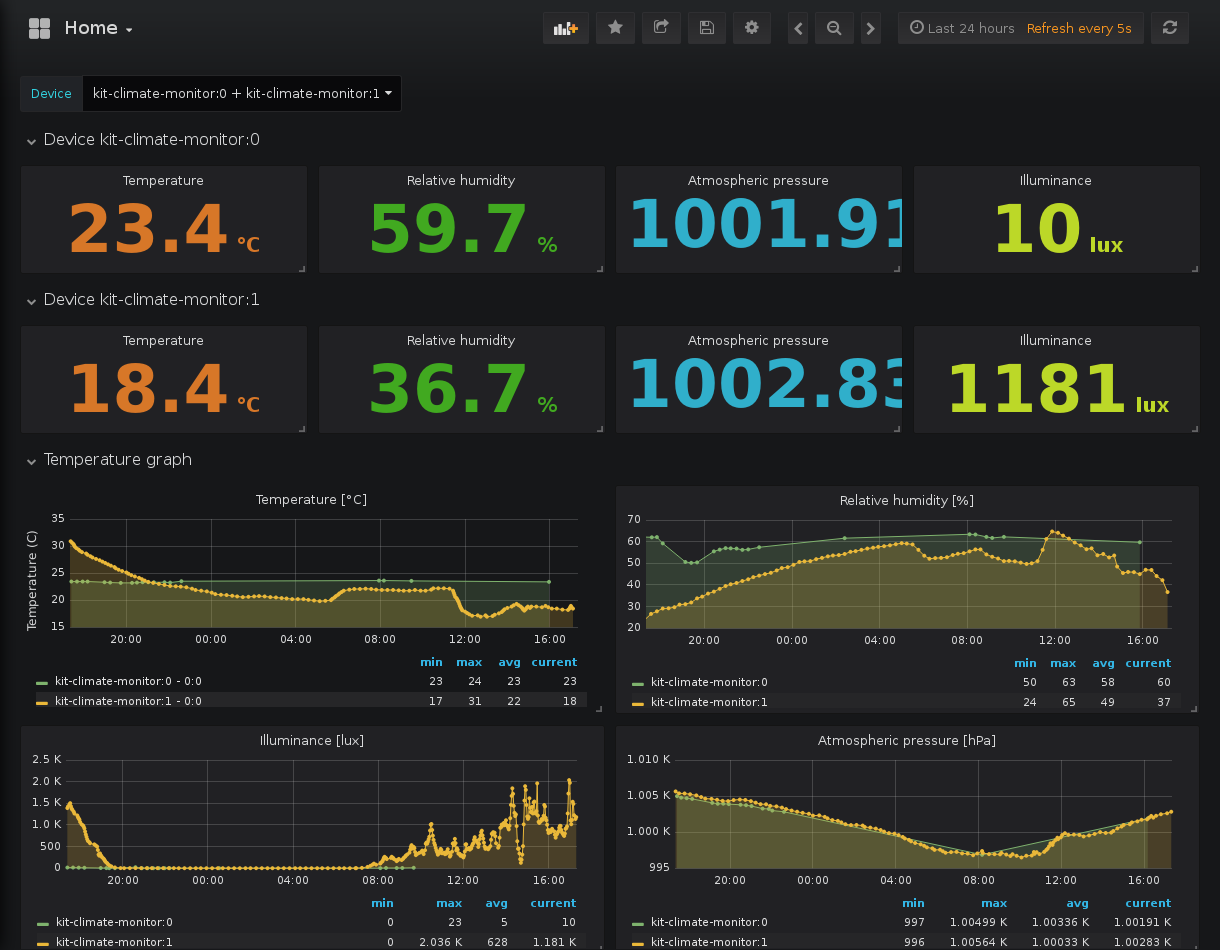 Home
Last 24 hours Refresh every 5s
Device kit-climate-monitor:0 + kit-climate-monitor:1
Device kit-climate-monitor:0
Temperature Relative humidity Atmospheric pressure Illuminance
23.4 °C 59.7 % 1001.91 10 lux
Device kit-climate-monitor:1
Temperature Relative humidity Atmospheric pressure Illuminance
18.4 °C 36.7 % 1002.83 1181 lux
Temperature graph
Temperature [°C]
Temperature (C)
35
30
25
20
15
20:00 00:00 04:00 08:00 12:00 16:00
min max avg current
kit-climate-monitor:0 - 0:0 23 24 23 23
kit-climate-monitor:1 - 0:0 17 31 22 18
Relative humidity [%]
70
60
50
40
30
20
20:00 00:00 04:00 08:00 12:00 16:00
min max avg current
kit-climate-monitor:0 50 63 58 60
kit-climate-monitor:1 24 65 49 37
Illuminance [lux]
2.5 K
2.0 K
1.5 K
1.0 K
500
0
20:00 00:00 04:00 08:00 12:00 16:00
min max avg current
kit-climate-monitor:0 0 23 5 10
kit-climate-monitor:1 0 2.036 K 628 1.181 K
Atmospheric pressure [hPa]
1.010 K
1.005 K
1.000 K
995
20:00 00:00 04:00 08:00 12:00 16:00
min max avg current
kit-climate-monitor:0 997 1.00499 K 1.00336 K 1.00191 K
kit-climate-monitor:1 996 1.00564 K 1.00033 K 1.00283 K